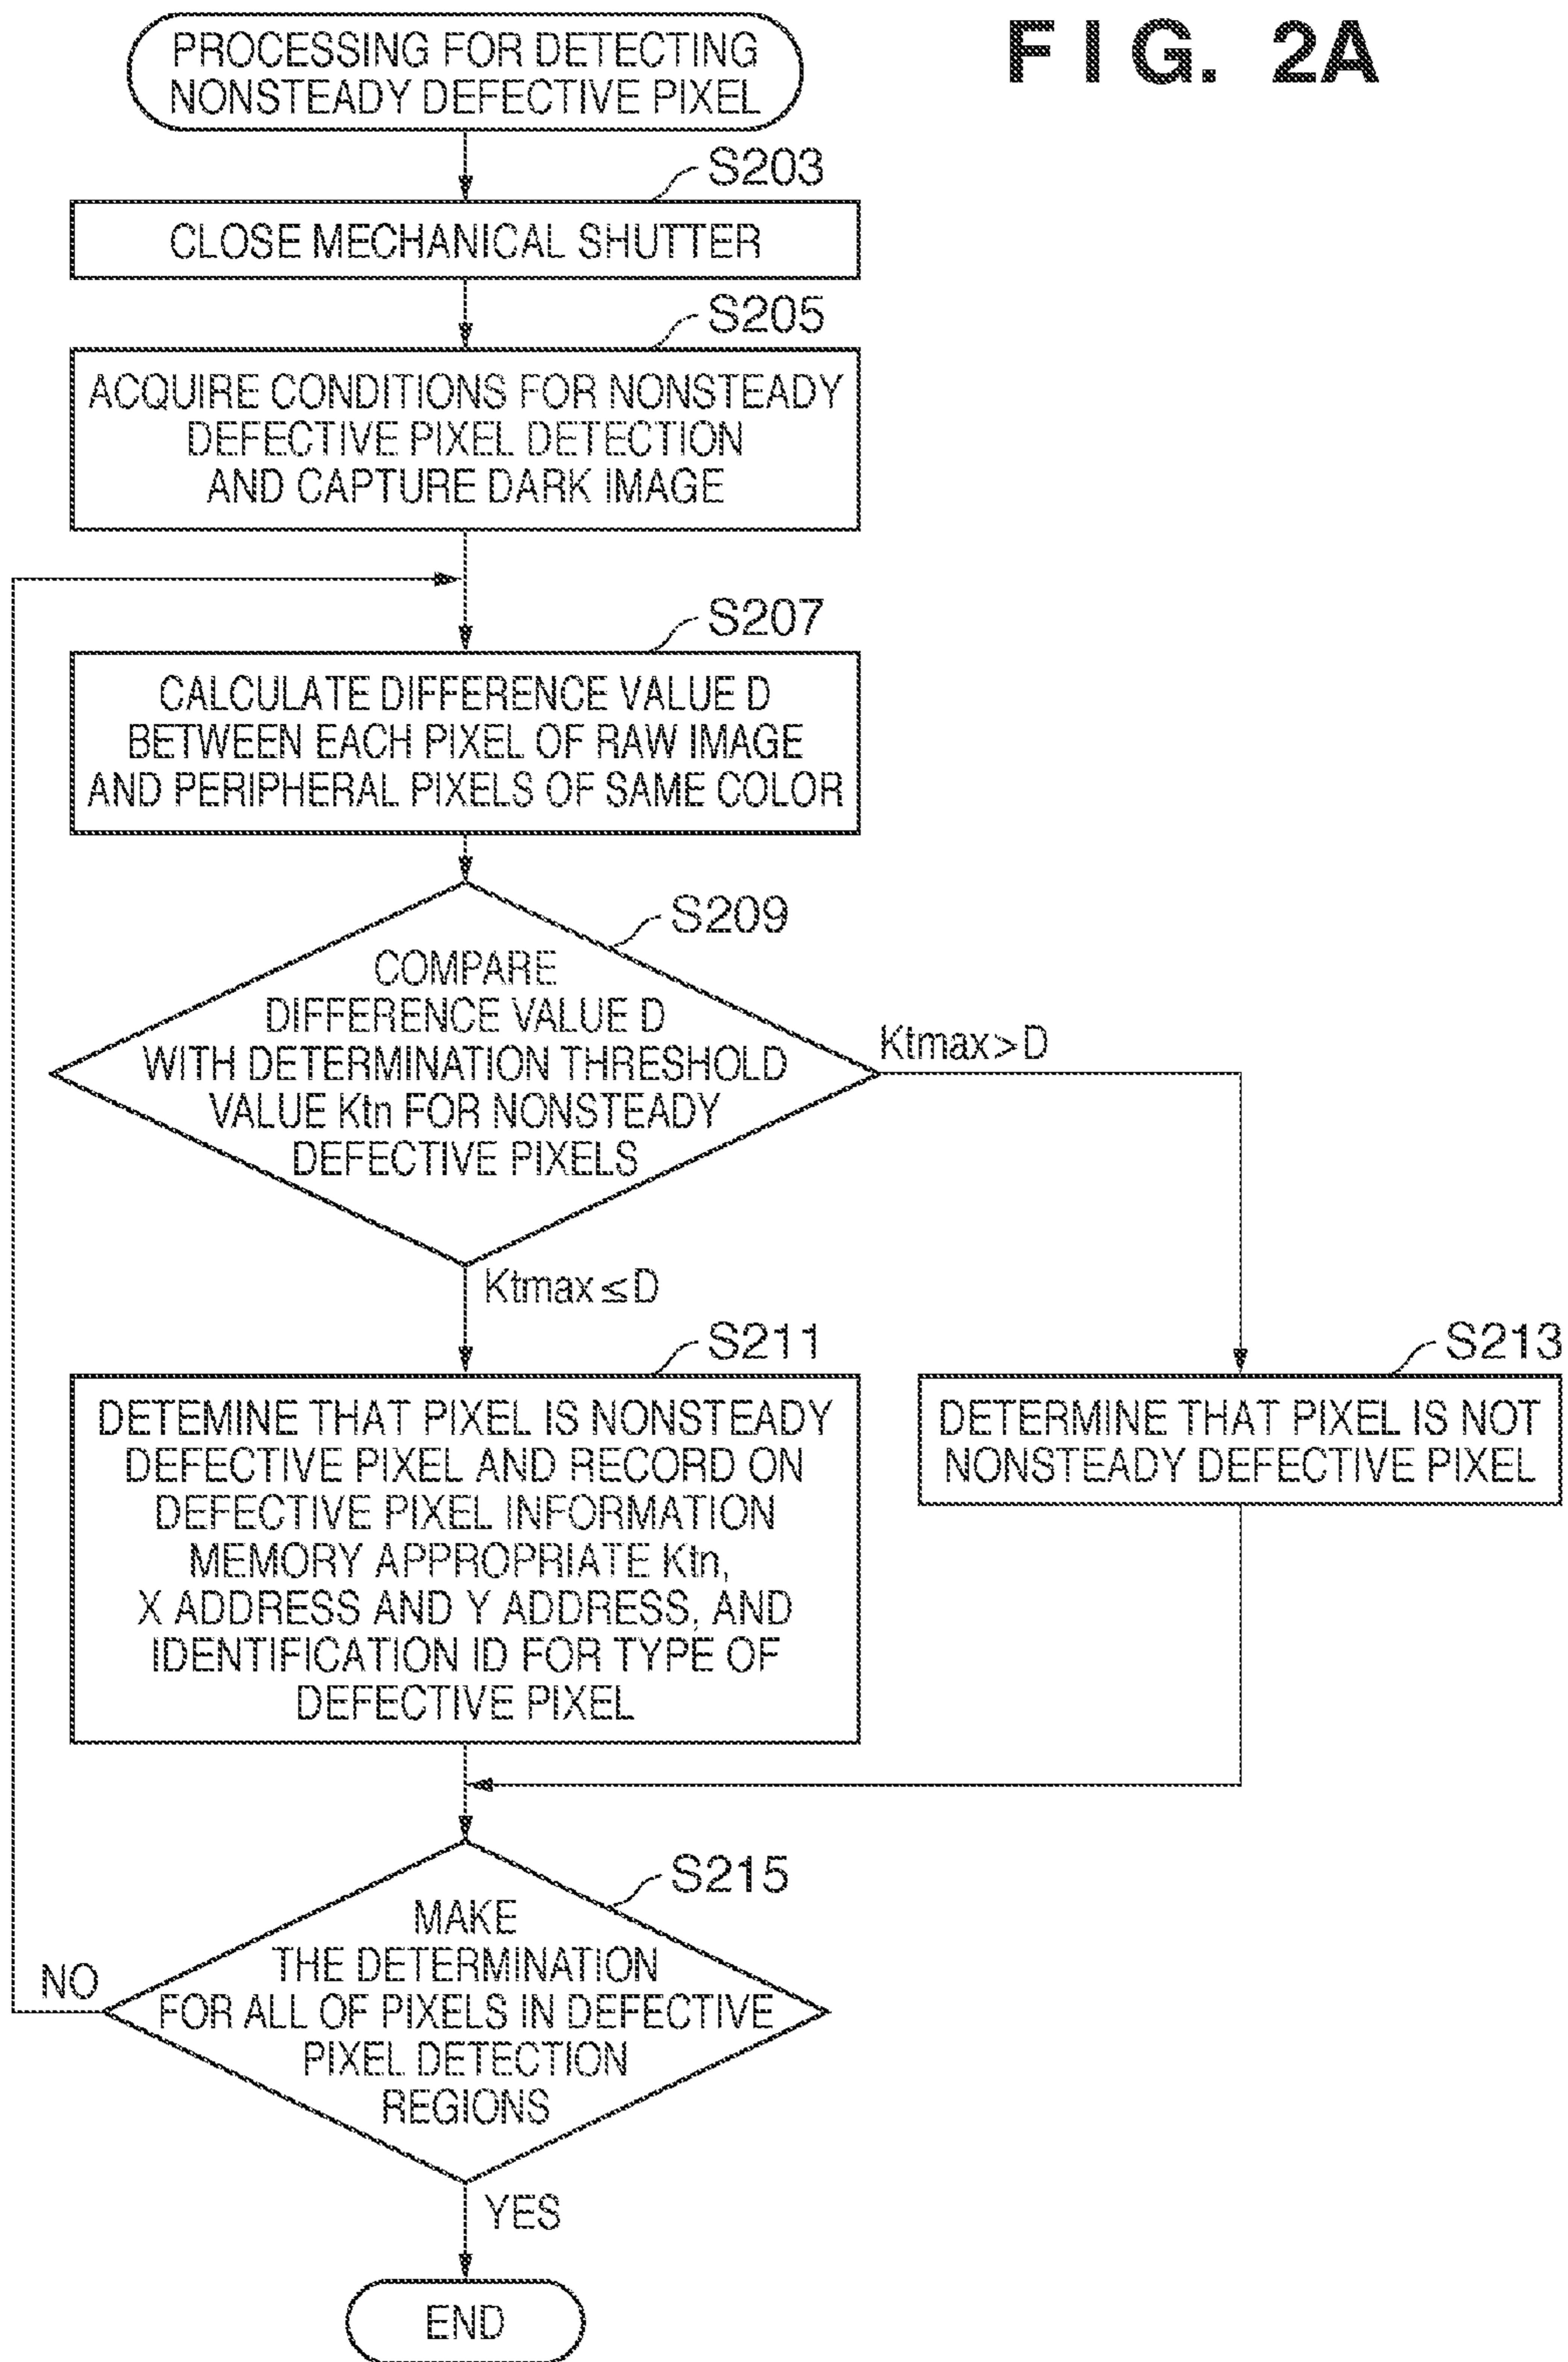 F I G. 2A
PROCESSING FOR DETECTING
NONSTEADY DEFECTIVE PIXEL
S203
CLOSE MECHANICAL SHUTTER
S205
ACQUIRE CONDITIONS FOR NONSTEADY
DEFECTIVE PIXEL DETECTION
AND CAPTURE DARK IMAGE
S207
CALCULATE DIFFERENCE VALUE D
BETWEEN EACH PIXEL OF RAW IMAGE
AND PERIPHERAL PIXELS OF SAME COLOR
S209
COMPARE
DIFFERENCE VALUE D
WITH DETERMINATION THRESHOLD
VALUE Ktn FOR NONSTEADY
DEFECTIVE PIXELS
Ktmax>D
Ktmax≤D
S211
DETEMINE THAT PIXEL IS NONSTEADY
DEFECTIVE PIXEL AND RECORD ON
DEFECTIVE PIXEL INFORMATION
MEMORY APPROPRIATE Ktn,
X ADDRESS AND Y ADDRESS, AND
IDENTIFICATION ID FOR TYPE OF
DEFECTIVE PIXEL
S213
DETERMINE THAT PIXEL IS NOT
NONSTEADY DEFECTIVE PIXEL
S215
MAKE
THE DETERMINATION
FOR ALL OF PIXELS IN DEFECTIVE
PIXEL DETECTION
REGIONS
NO
YES
END